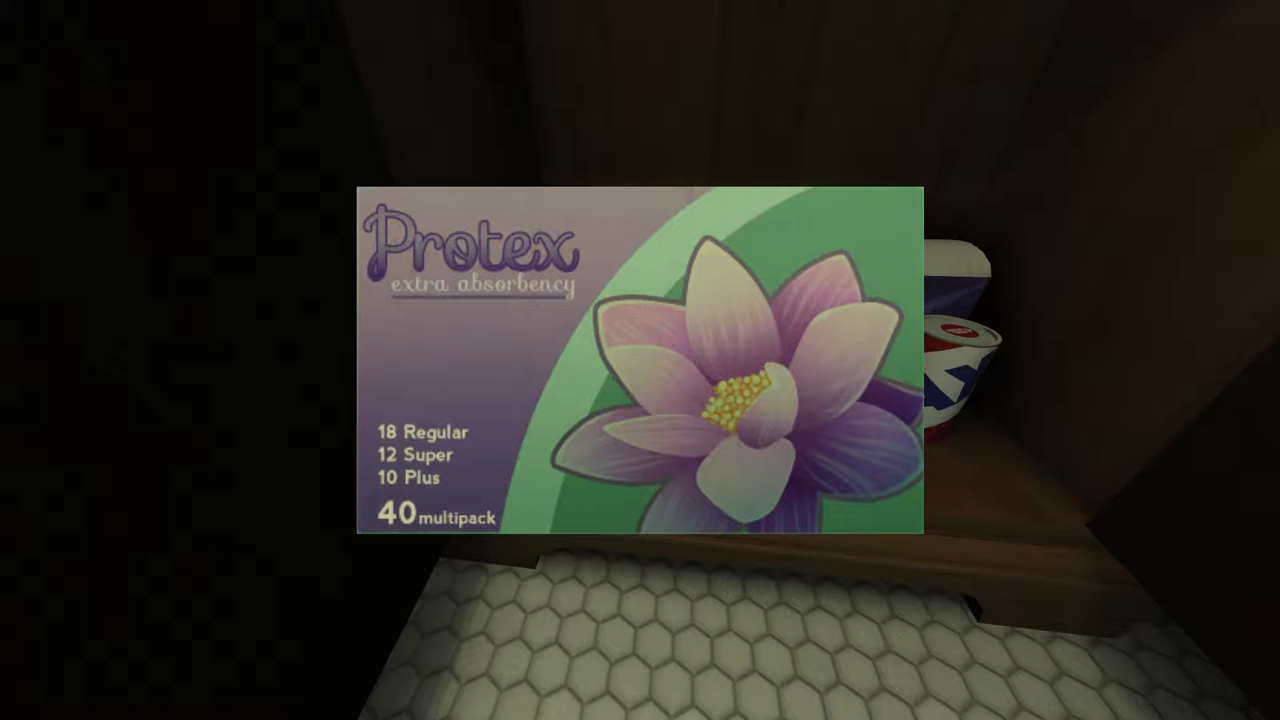 Protex
extra absorbency
18 Regular
12 Super
10 Plus
40 multipack